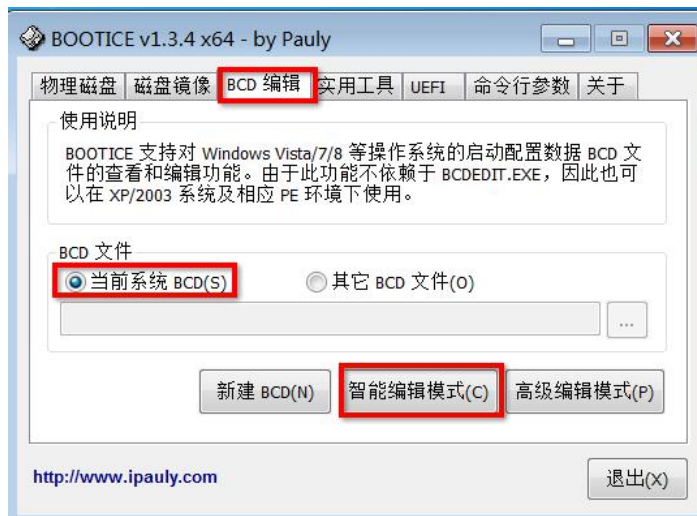 BOOTICE v1.3.4 x64 - by Pauly
物理磁盘 磁盘镜像 BCD 编辑 实用工具 UEFI 命令行参数 关于
使用说明
BOOTICE 支持对 Windows Vista/7/8 等操作系统的启动配置数据 BCD 文
件的查看和编辑功能。由于此功能不依赖于 BCDEDIT.EXE，因此也可
以在 XP/2003 系统及相应 PE 环境下使用。
BCD 文件
当前系统 BCD(S) 其它 BCD 文件(O)
...
新建 BCD(N) 智能编辑模式(C) 高级编辑模式(P)
http://www.ipauly.com 退出(X)